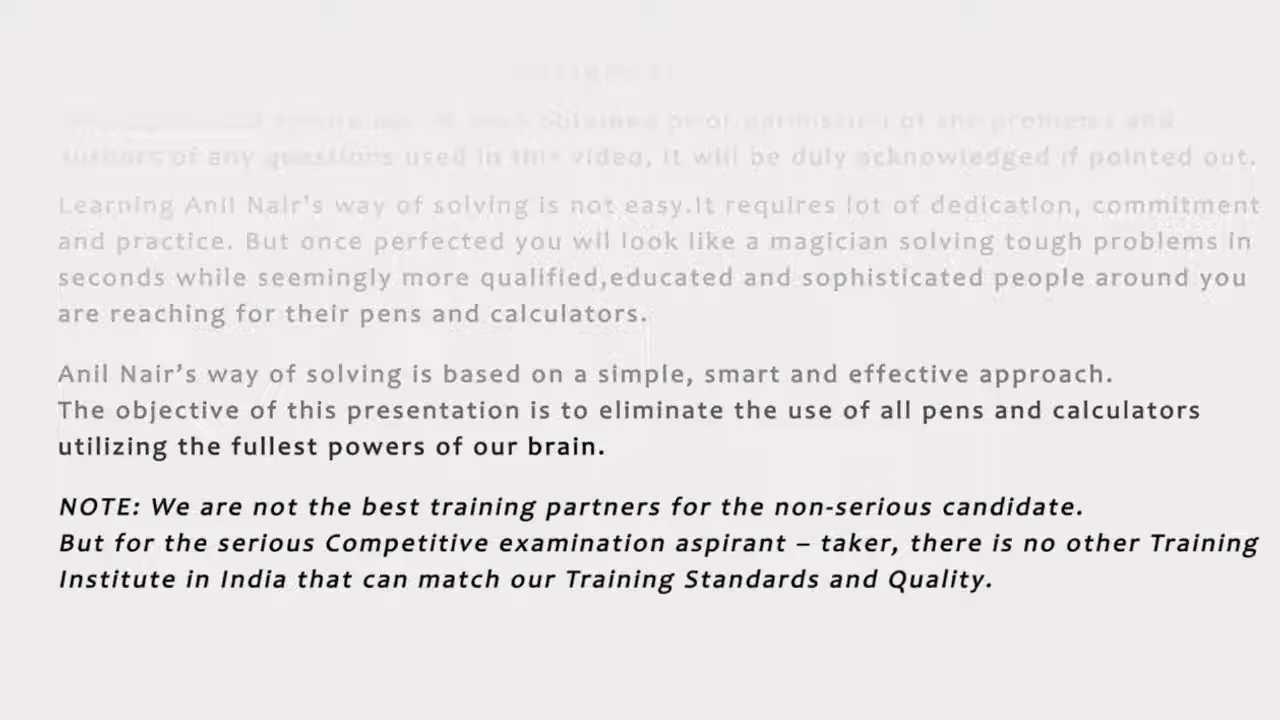 obtained prior permission of the problems and
authors of any questions used in this video, it will be duly acknowledged if pointed out.
Learning Anil Nair's way of solving is not easy.It requires lot of dedication, commitment
and practice. But once perfected you wil look like a magician solving tough problems in
seconds while seemingly more qualified,educated and sophisticated people around you
are reaching for their pens and calculators.
Anil Nair's way of solving is based on a simple, smart and effective approach.
The objective of this presentation is to eliminate the use of all pens and calculators
utilizing the fullest powers of our brain.
NOTE: We are not the best training partners for the non-serious candidate.
But for the serious Competitive examination aspirant – taker, there is no other Training
Institute in India that can match our Training Standards and Quality.